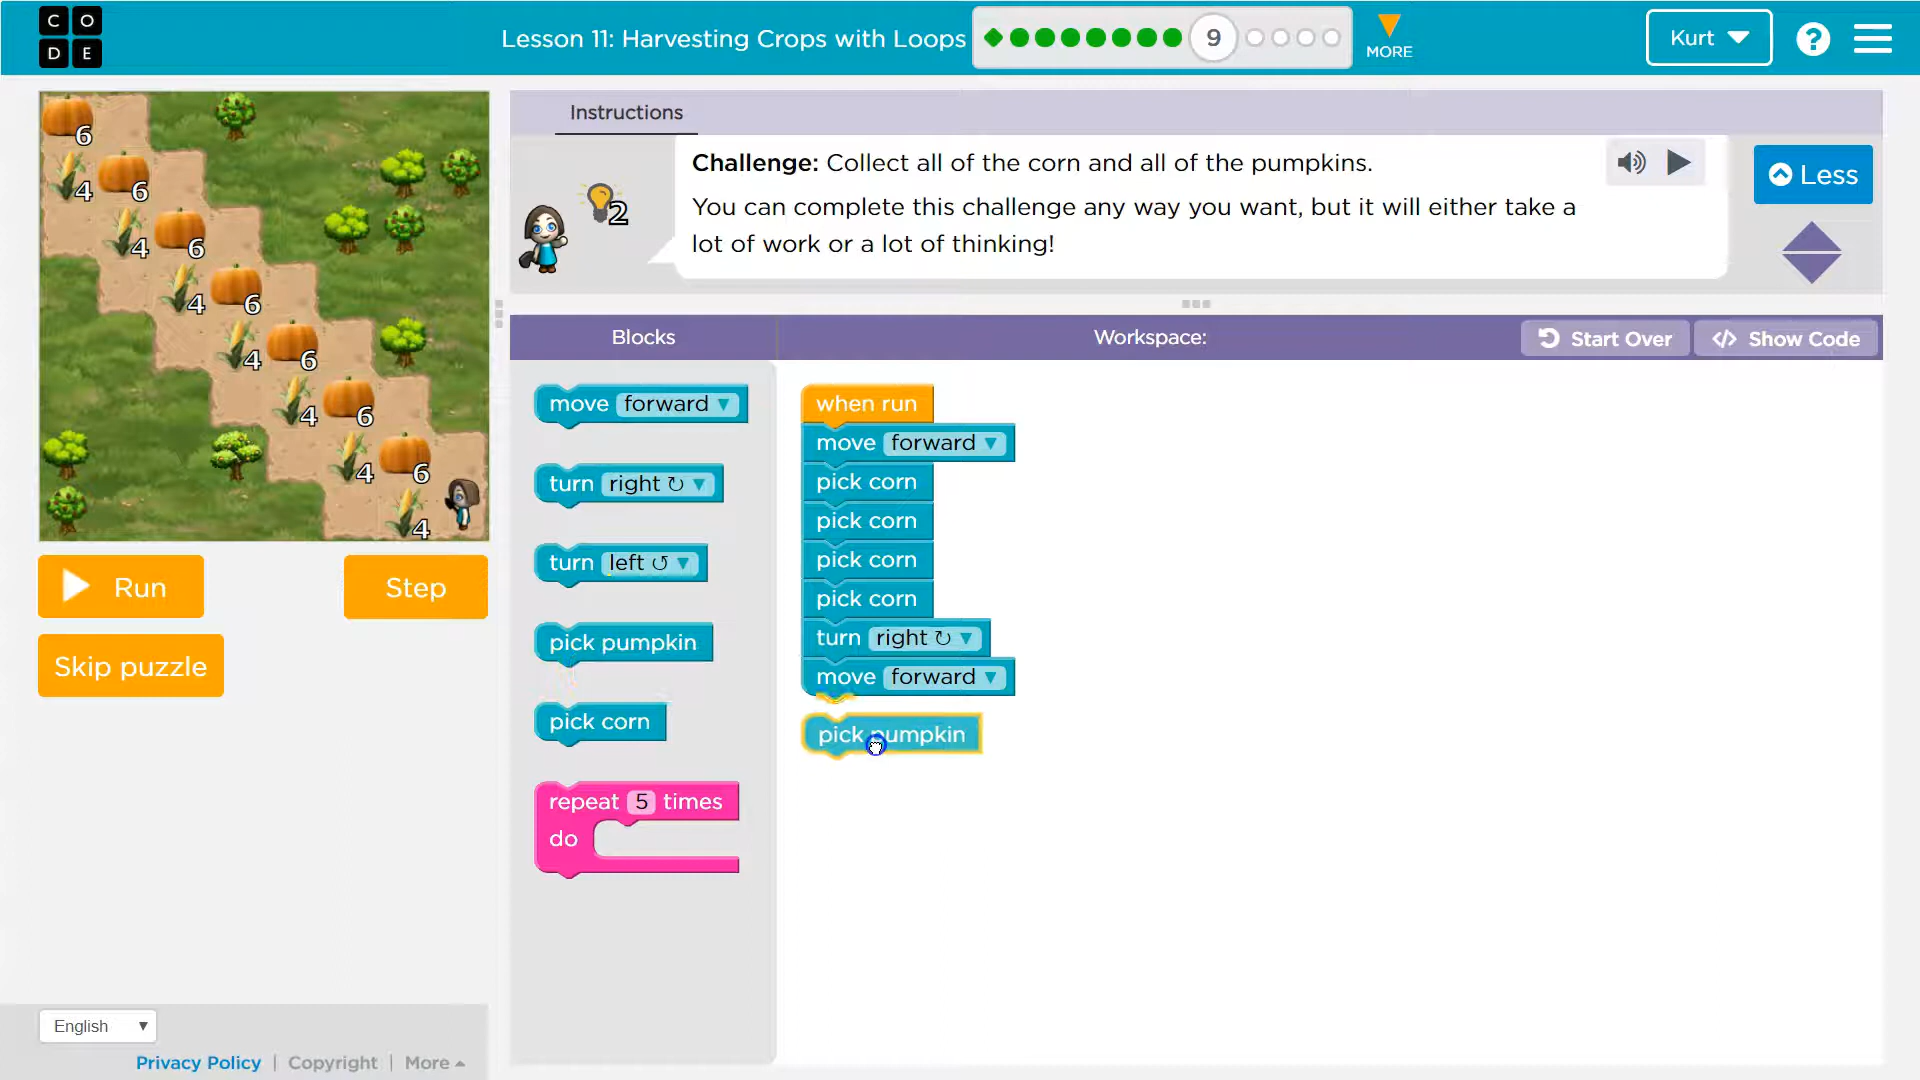 C O
D E
Lesson 11: Harvesting Crops with Loops
9
MORE
Kurt
?
Instructions
Challenge: Collect all of the corn and all of the pumpkins.
You can complete this challenge any way you want, but it will either take a
lot of work or a lot of thinking!
2
Less
6
4 6
4 6
4 6
4 6
4 6
4 6
4
Run
Step
Skip puzzle
Blocks
Workspace:
Start Over
Show Code
move forward
turn right
turn left
pick pumpkin
pick corn
repeat 5 times
do
when run
move forward
pick corn
pick corn
pick corn
pick corn
turn right
move forward
pick pumpkin
English
Privacy Policy | Copyright | More